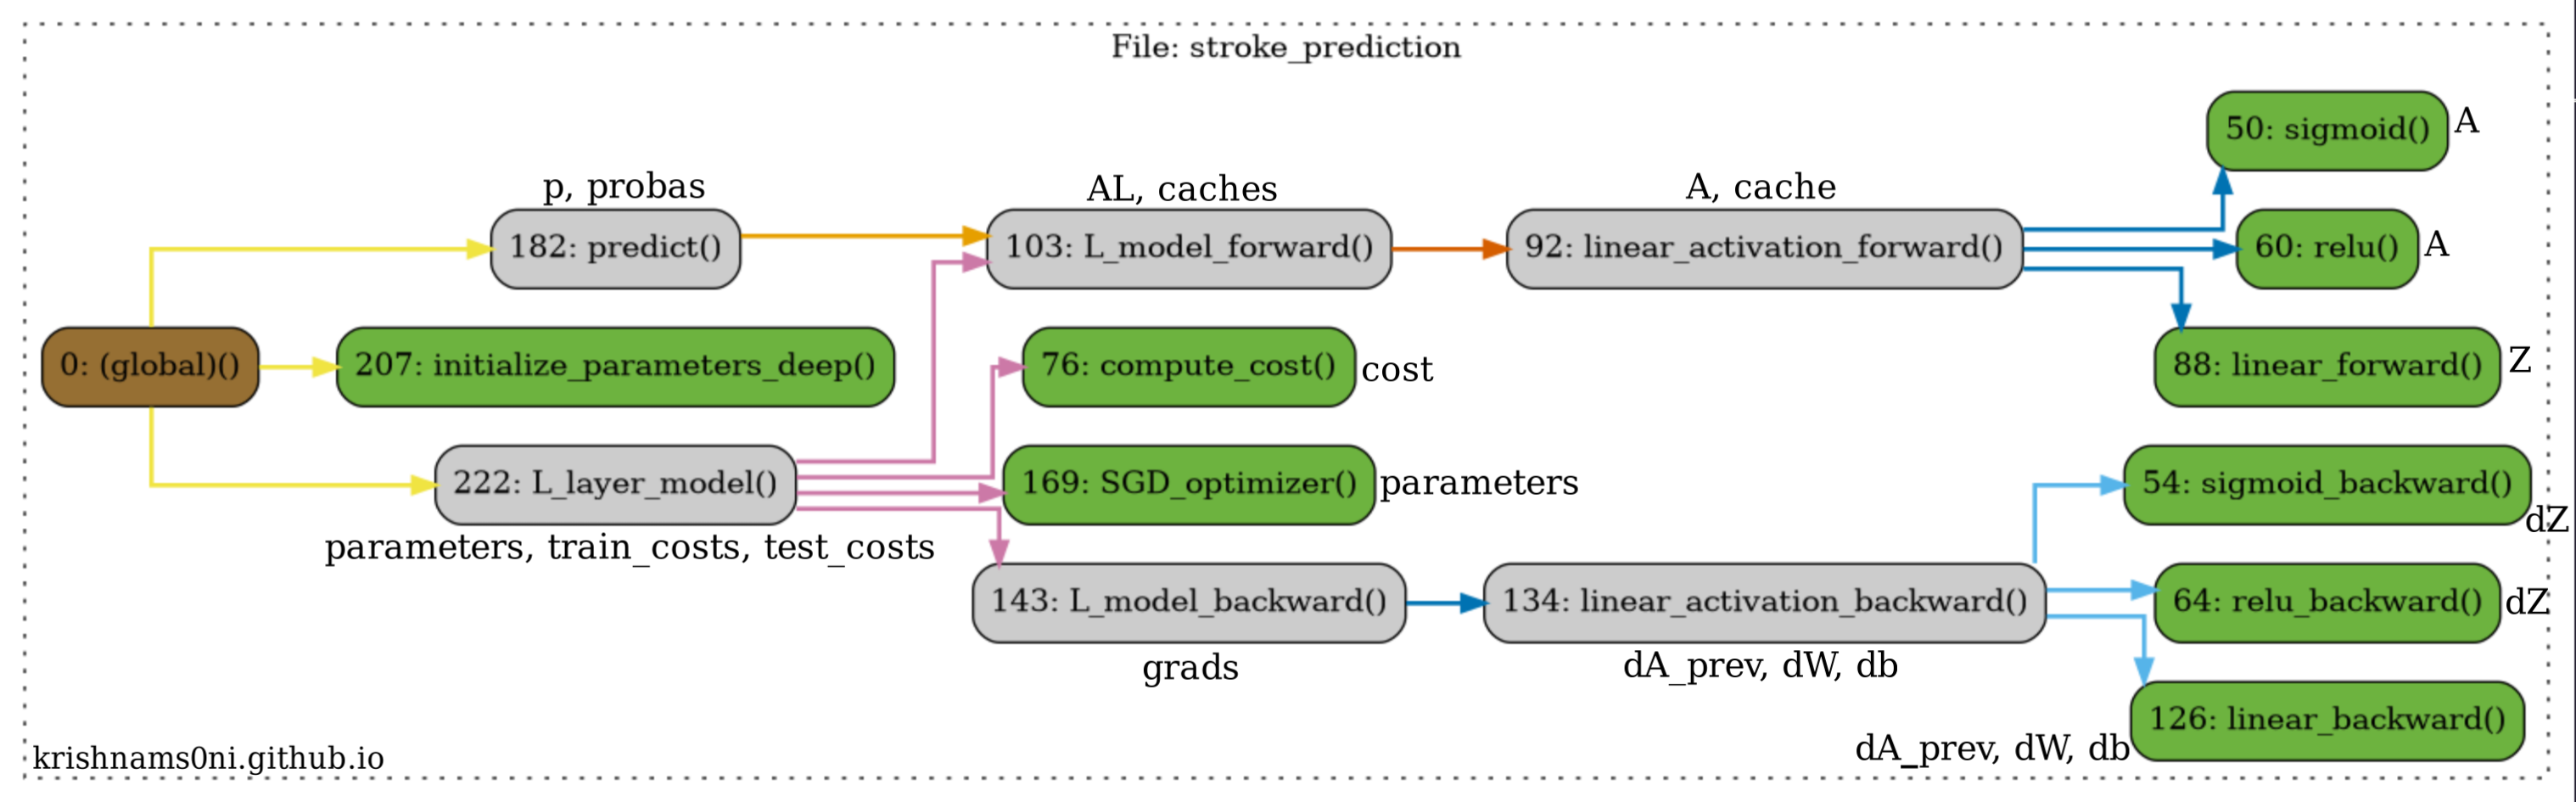 File: stroke_prediction
50: sigmoid()
A
p, probas
AL, caches
A, cache
182: predict()
103: L_model_forward()
92: linear_activation_forward()
60: relu()
A
0: (global)()
207: initialize_parameters_deep()
76: compute_cost()
cost
88: linear_forward()
Z
222: L_layer_model()
169: SGD_optimizer()
parameters
54: sigmoid_backward()
dZ
parameters, train_costs, test_costs
143: L_model_backward()
134: linear_activation_backward()
64: relu_backward()
dZ
grads
dA_prev, dW, db
126: linear_backward()
dA_prev, dW, db
krishnams0ni.github.io